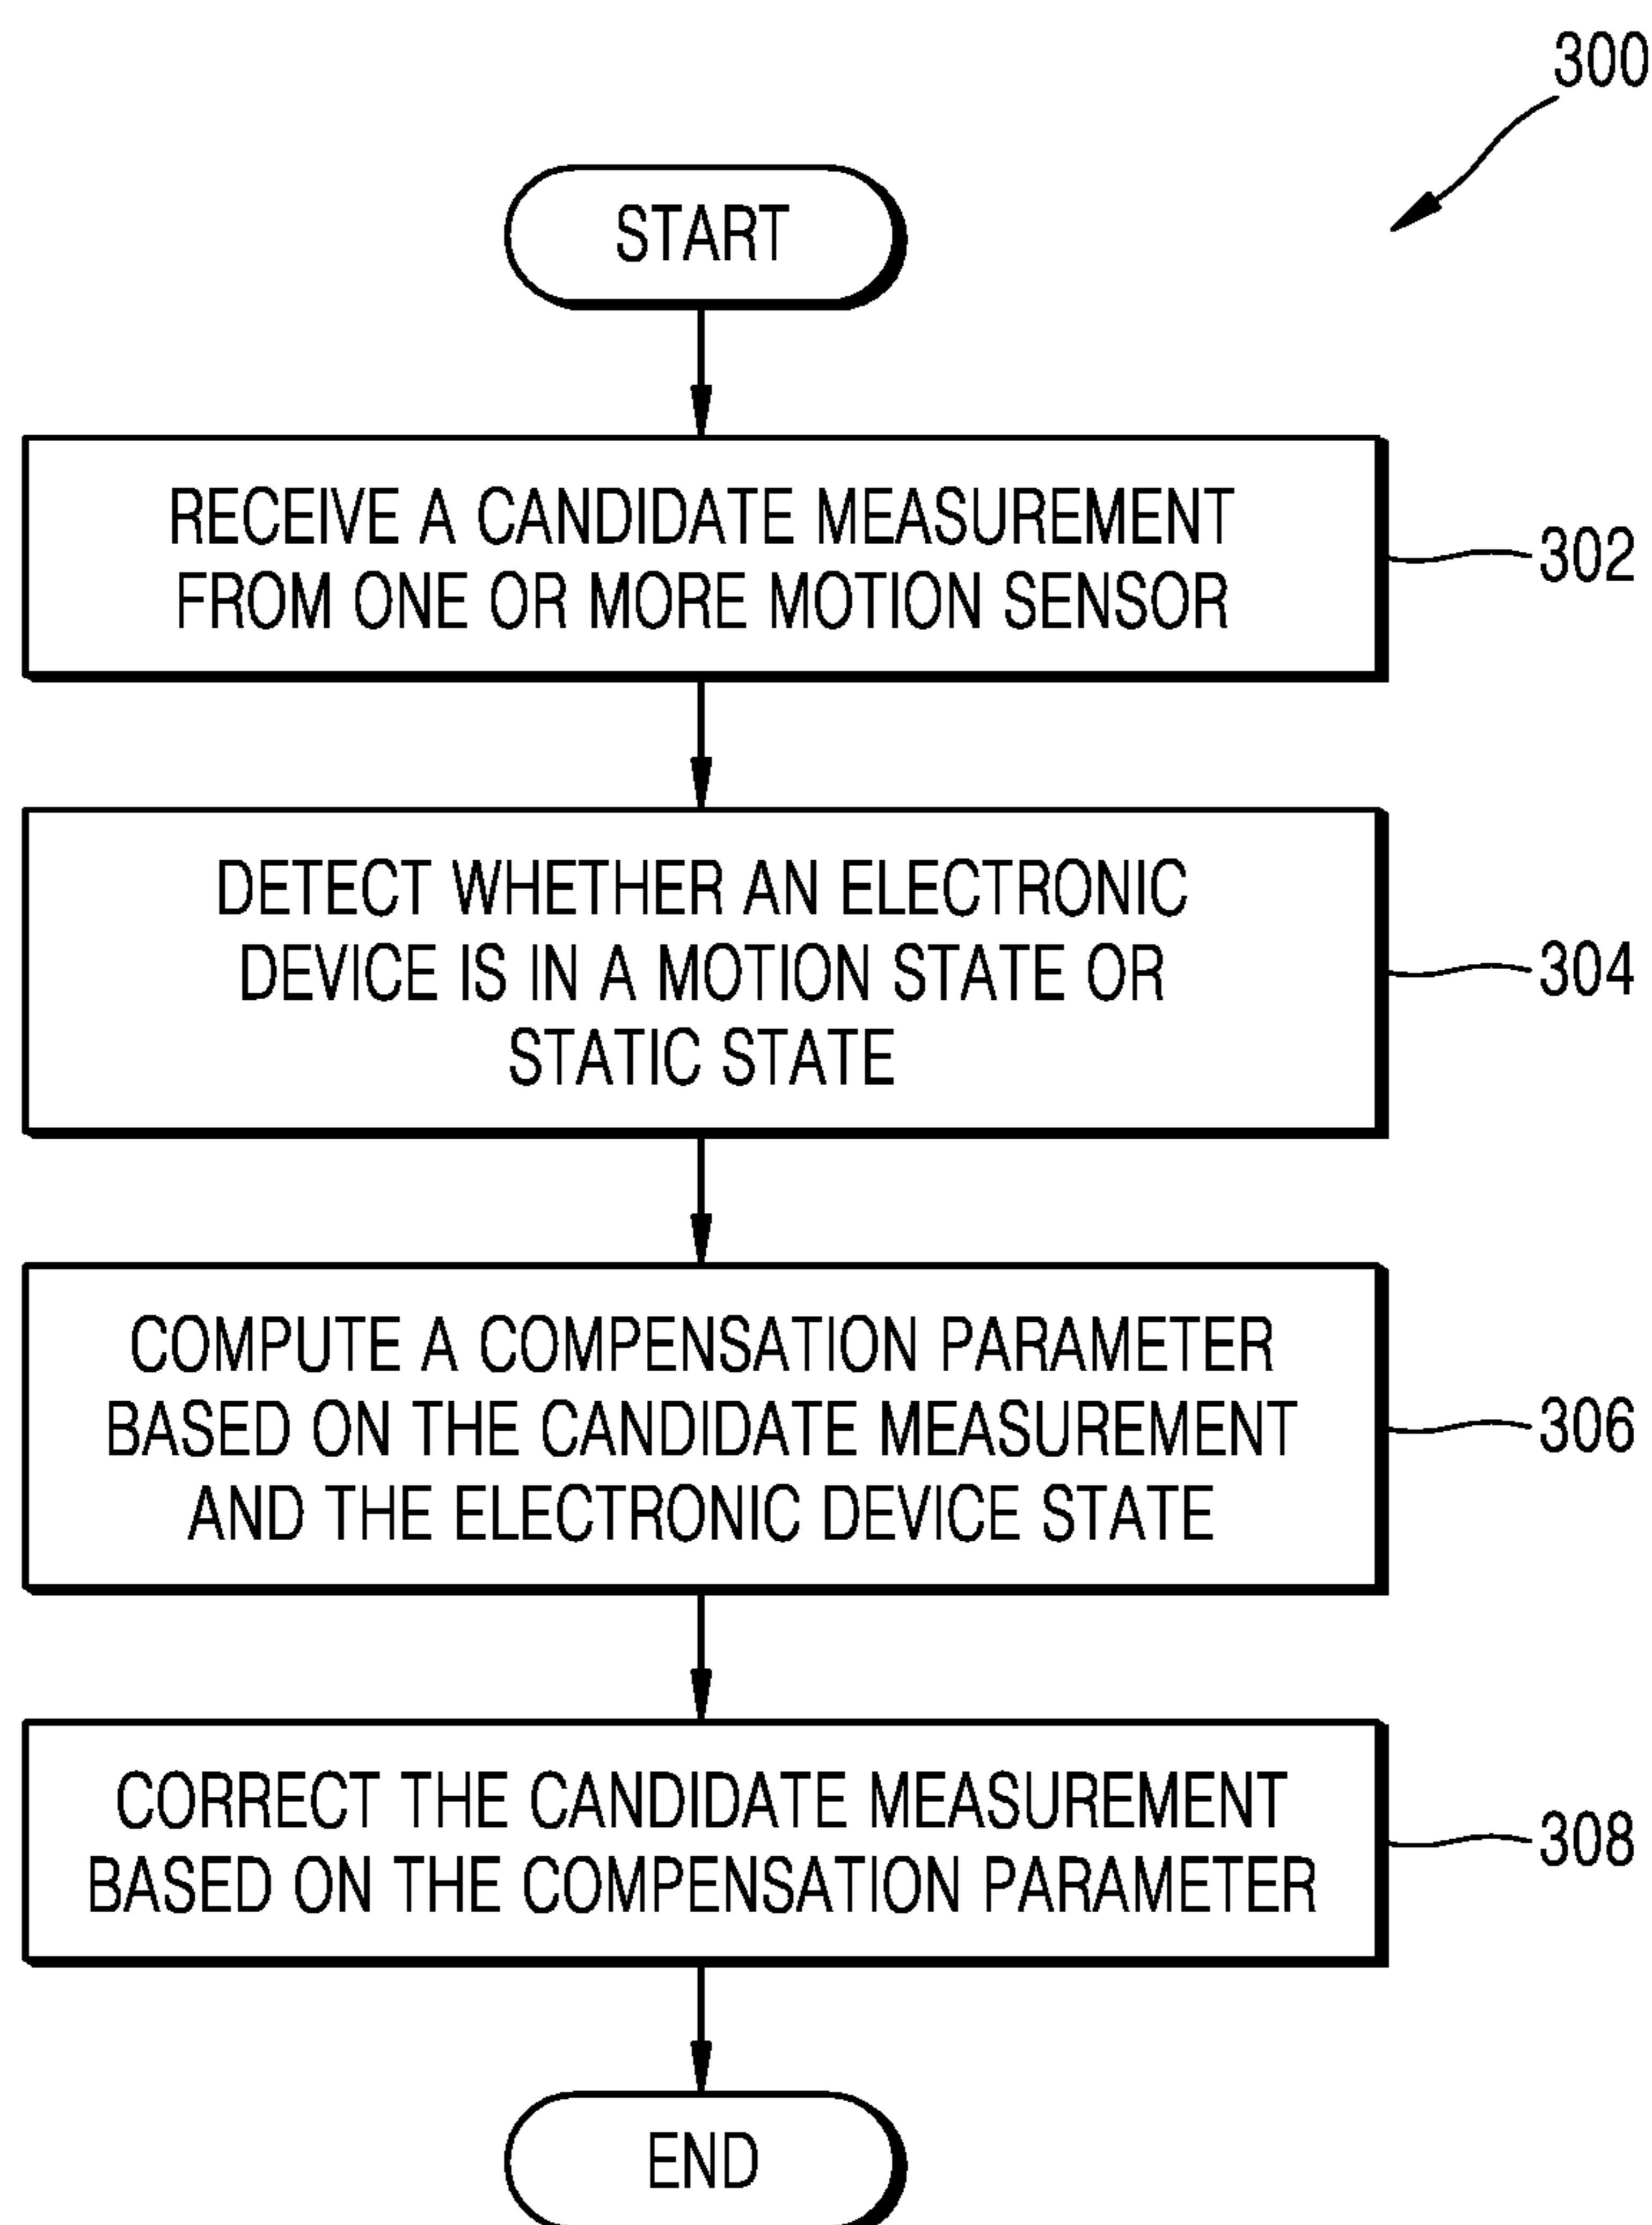 300
START
RECEIVE A CANDIDATE MEASUREMENT
FROM ONE OR MORE MOTION SENSOR
302
DETECT WHETHER AN ELECTRONIC
DEVICE IS IN A MOTION STATE OR
STATIC STATE
304
COMPUTE A COMPENSATION PARAMETER
BASED ON THE CANDIDATE MEASUREMENT
AND THE ELECTRONIC DEVICE STATE
306
CORRECT THE CANDIDATE MEASUREMENT
BASED ON THE COMPENSATION PARAMETER
308
END